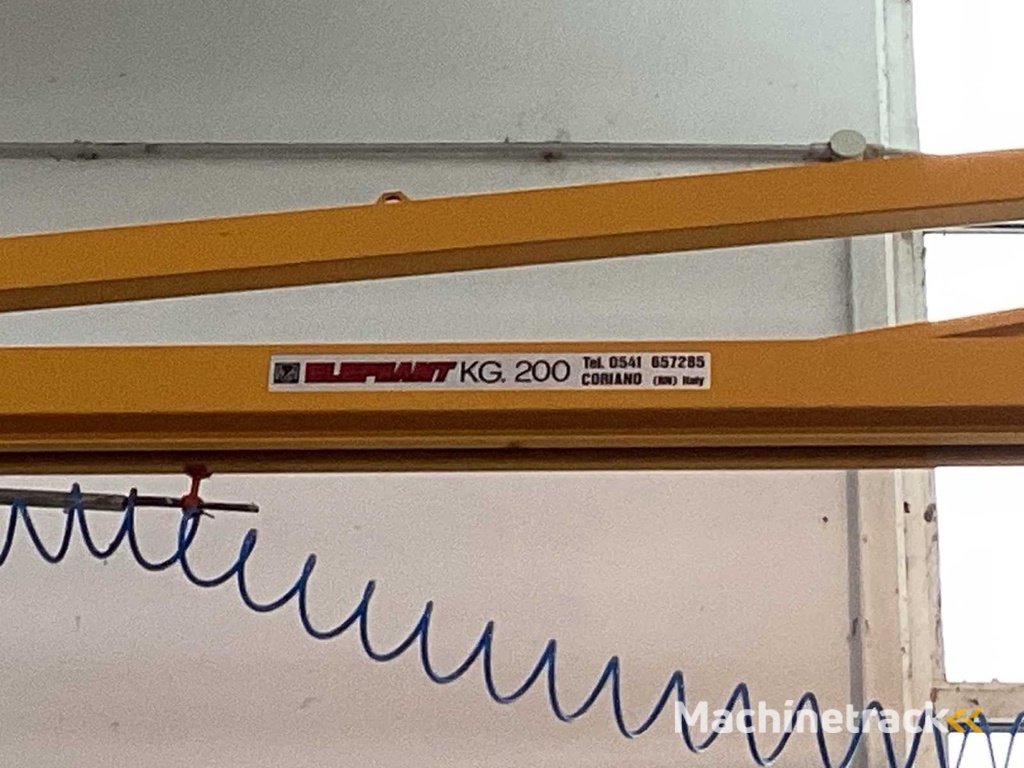 ELEPHANT KG. 200 Tel. 0541 657285
CORIANO (RN) Italy
Machinetrack